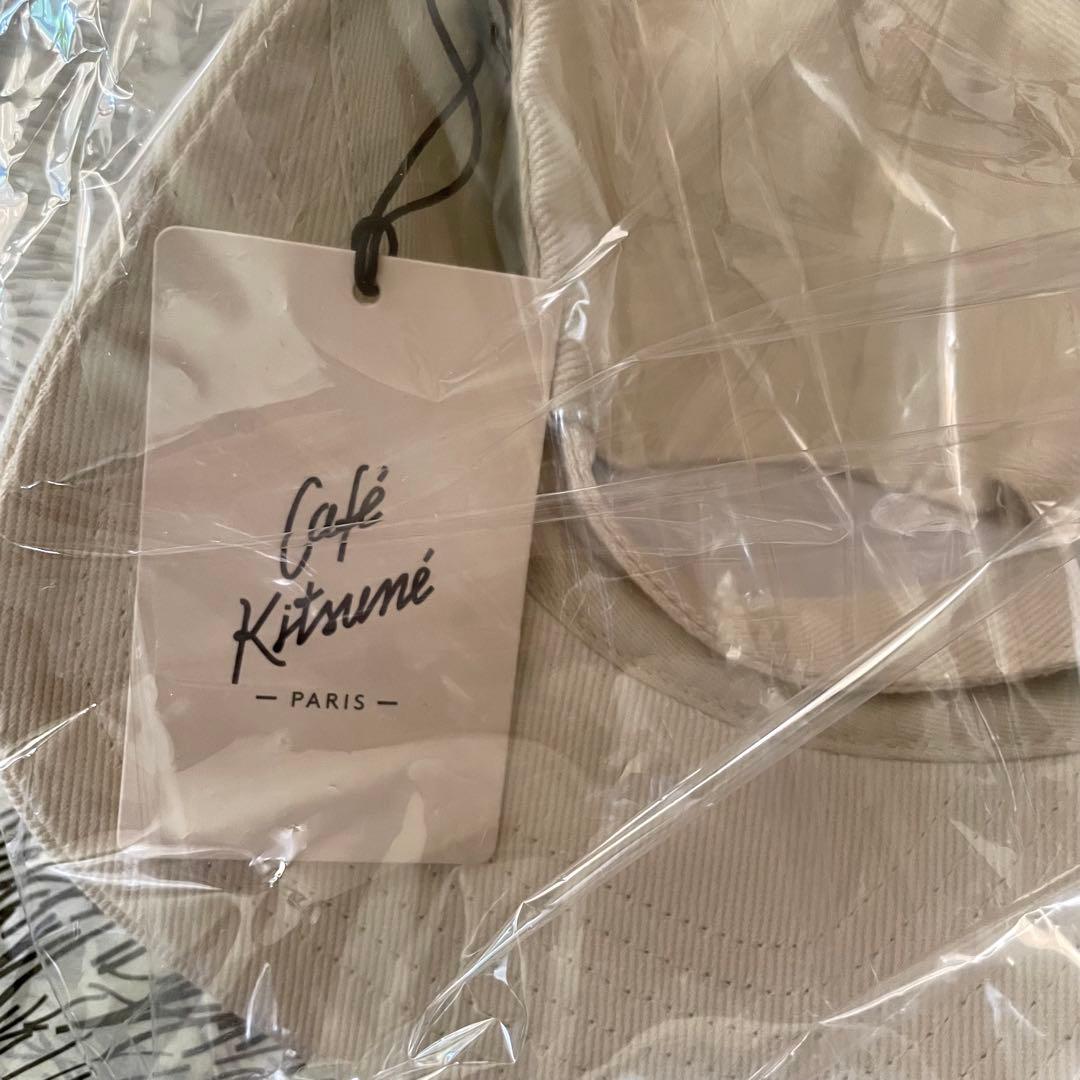 Café
Kitsuné
— PARIS —